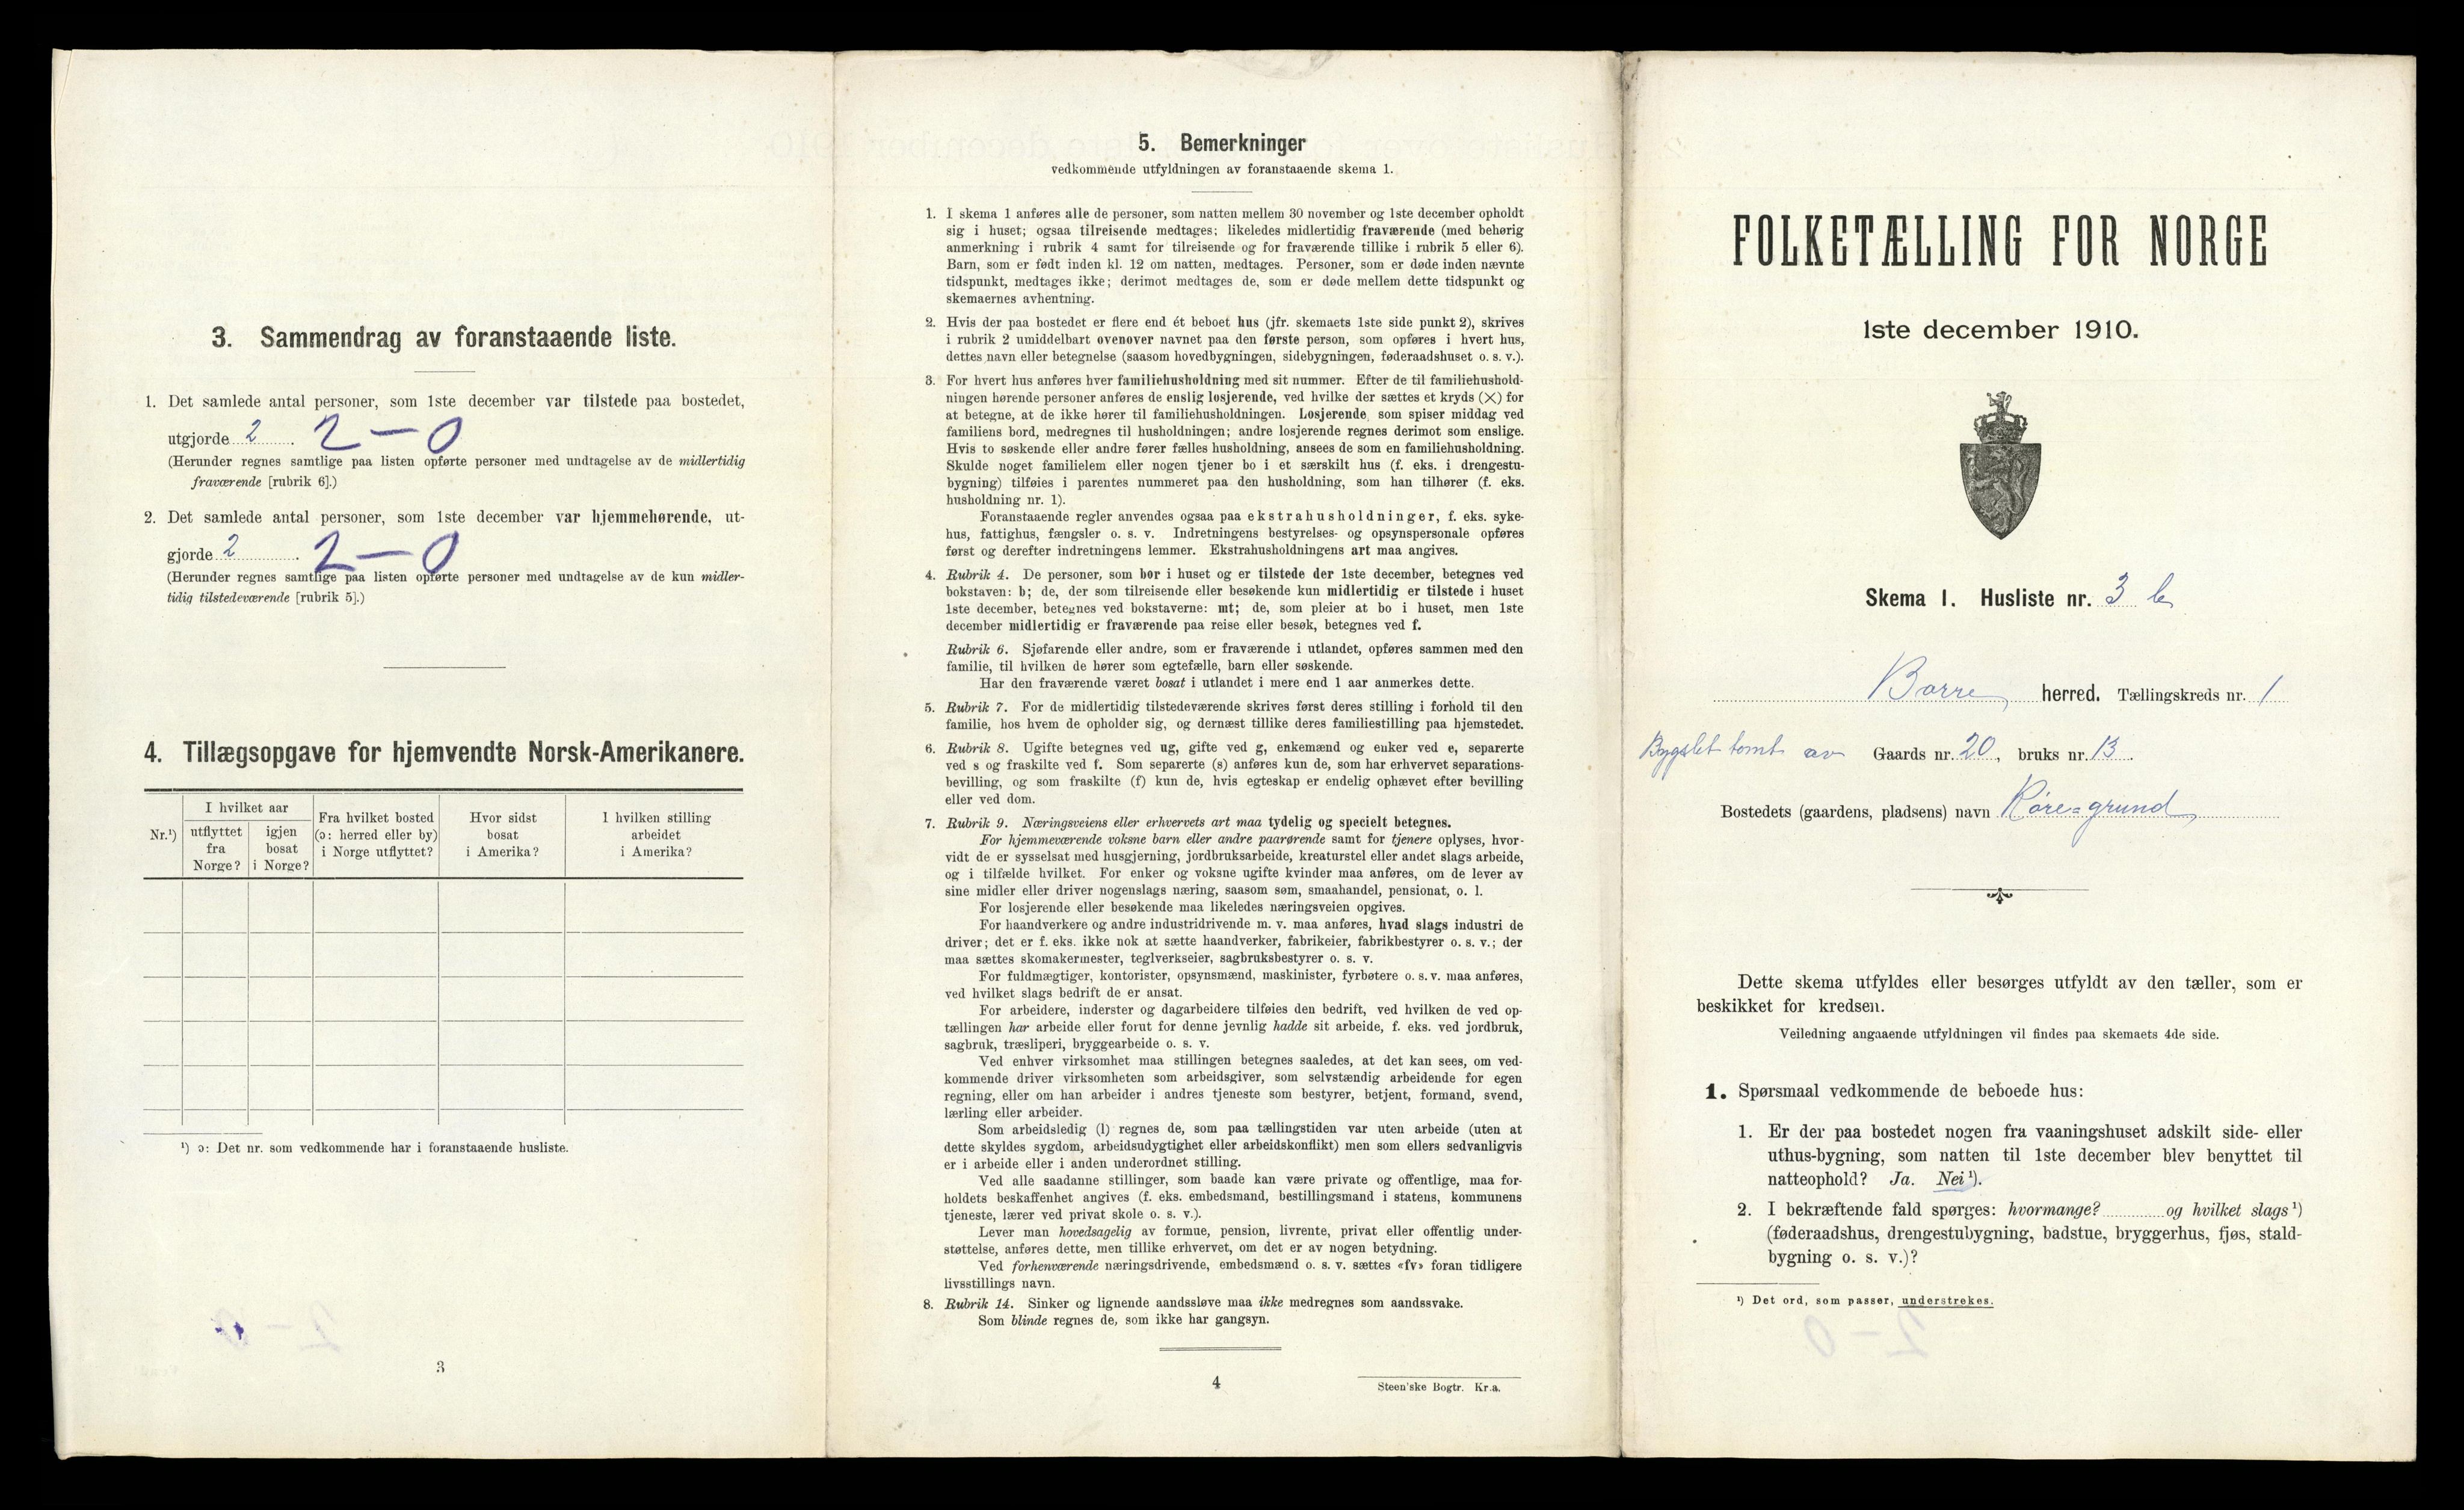 3. Sammendrag av foranstaaende liste.
1. Det samlede antal personer, som 1ste december var tilstede paa bostedet,
utgjorde 2. 2 – 0
(Herunder regnes samtlige paa listen opførte personer med undtagelse av de midlertidig
fraværende [rubrik 6].)
2. Det samlede antal personer, som 1ste december var hjemmehørende, ut-
gjorde 2. 2 – 0
(Herunder regnes samtlige paa listen opførte personer med undtagelse av de kun midler-
tidig tilstedeværende [rubrik 5].)
4. Tillægsopgave for hjemvendte Norsk-Amerikanere.
Nr.¹)
I hvilket aar
utflyttet fra Norge?
igjen bosat i Norge?
Fra hvilket bosted (ɔ: herred eller by) i Norge utflyttet?
Hvor sidst bosat i Amerika?
I hvilken stilling arbeidet i Amerika?
¹) ɔ: Det nr. som vedkommende har i foranstaaende husliste.
3
5. Bemerkninger
vedkommende utfyldningen av foranstaaende skema 1.
1. I skema 1 anføres alle de personer, som natten mellem 30 november og 1ste december opholdt
sig i huset; ogsaa tilreisende medtages; likeledes midlertidig fraværende (med behørig
anmerkning i rubrik 4 samt for tilreisende og for fraværende tillike i rubrik 5 eller 6).
Barn, som er født inden kl. 12 om natten, medtages. Personer, som er døde inden nævnte
tidspunkt, medtages ikke; derimot medtages de, som er døde mellem dette tidspunkt og
skemaernes avhentning.
2. Hvis der paa bostedet er flere end ét beboet hus (jfr. skemaets 1ste side punkt 2), skrives
i rubrik 2 umiddelbart ovenover navnet paa den første person, som opføres i hvert hus,
dettes navn eller betegnelse (saasom hovedbygningen, sidebygningen, føderaadshuset o. s. v.).
3. For hvert hus anføres hver familiehusholdning med sit nummer. Efter de til familiehushold-
ningen hørende personer anføres de enslig losjerende, ved hvilke der sættes et kryds (×) for
at betegne, at de ikke hører til familiehusholdningen. Losjerende som spiser middag ved
familiens bord, medregnes til husholdningen; andre losjerende regnes derimot som enslige.
Hvis to søskende eller andre fører fælles husholdning, ansees de som en familiehusholdning.
Skulde noget familielem eller nogen tjener bo i et særskilt hus (f. eks. i drengestu-
bygning) tilføies i parentes nummeret paa den husholdning, som han tilhører (f. eks.
husholdning nr. 1).
Foranstaaende regler anvendes ogsaa paa ekstrahusholdninger, f. eks. syke-
hus, fattighus, fængsler o. s. v. Indretningens bestyrelses- og opsynspersonale opføres
først og derefter indretningens lemmer. Ekstrahusholdningens art maa angives.
4. Rubrik 4. De personer, som bor i huset og er tilstede der 1ste december, betegnes ved
bokstaven: b; de, der som tilreisende eller besøkende kun midlertidig er tilstede i huset
1ste december, betegnes ved bokstaverne: mt; de, som pleier at bo i huset, men 1ste
december midlertidig er fraværende paa reise eller besøk, betegnes ved f.
Rubrik 6. Sjøfarende eller andre, som er fraværende i utlandet, opføres sammen med den
familie, til hvilken de hører som egtefælle, barn eller søskende.
Har den fraværende været bosat i utlandet i mere end 1 aar anmerkes dette.
5. Rubrik 7. For de midlertidig tilstedeværende skrives først deres stilling i forhold til den
familie, hos hvem de opholder sig, og dernæst tillike deres familiestilling paa hjemstedet.
6. Rubrik 8. Ugifte betegnes ved ug, gifte ved g, enkemænd og enker ved e, separerte
ved s og fraskilte ved f. Som separerte (s) anføres kun de, som har erhvervet separations-
bevilling, og som fraskilte (f) kun de, hvis egteskap er endelig ophævet efter bevilling
eller ved dom.
7. Rubrik 9. Næringsveiens eller erhvervets art maa tydelig og specielt betegnes.
For hjemmeværende voksne barn eller andre paarørende samt for tjenere oplyses, hvor-
vidt de er sysselsat med husgjerning, jordbruksarbeide, kreaturstel eller andet slags arbeide,
og i tilfælde hvilket. For enker og voksne ugifte kvinder maa anføres, om de lever av
sine midler eller driver nogenslags næring, saasom søm, smaahandel, pensionat, o. l.
For losjerende eller besøkende maa likeledes næringsveien opgives.
For haandverkere og andre industridrivende m. v. maa anføres, hvad slags industri de
driver; det er f. eks. ikke nok at sætte haandverker, fabrikeier, fabrikbestyrer o. s. v.; der
maa sættes skomakermester, teglverkseier, sagbruksbestyrer o. s. v.
For fuldmægtiger, kontorister, opsynsmænd, maskinister, fyrbøtere o. s. v. maa anføres,
ved hvilket slags bedrift de er ansat.
For arbeidere, inderster og dagarbeidere tilføies den bedrift, ved hvilken de ved op-
tællingen har arbeide eller forut for denne jevnlig hadde sit arbeide, f. eks. ved jordbruk,
sagbruk, træsliperi, bryggearbeide o. s. v.
Ved enhver virksomhet maa stillingen betegnes saaledes, at det kan sees, om ved-
kommende driver virksomheten som arbeidsgiver, som selvstændig arbeidende for egen
regning, eller om han arbeider i andres tjeneste som bestyrer, betjent, formand, svend,
lærling eller arbeider.
Som arbeidsledig (l) regnes de, som paa tællingstiden var uten arbeide (uten at
dette skyldes sygdom, arbeidsudygtighet eller arbeidskonflikt) men som ellers sedvanligvis
er i arbeide eller i anden underordnet stilling.
Ved alle saadanne stillinger, som baade kan være private og offentlige, maa for-
holdets beskaffenhet angives (f. eks. embedsmand, bestillingsmand i statens, kommunens
tjeneste, lærer ved privat skole o. s. v.).
Lever man hovedsagelig av formue, pension, livrente, privat eller offentlig under-
støttelse, anføres dette, men tillike erhvervet, om det er av nogen betydning.
Ved forhenværende næringsdrivende, embedsmænd o. s. v. sættes «fv» foran tidligere
livsstillings navn.
8. Rubrik 14. Sinker og lignende aandssløve maa ikke medregnes som aandssvake.
Som blinde regnes de, som ikke har gangsyn.
4
Steen'ske Bogtr. Kr.a.
FOLKETÆLLING FOR NORGE
1ste december 1910.
Skema 1. Husliste nr. 3 b
Borre herred. Tællingskreds nr. 1
Bygslet tomt av Gaards nr. 20, bruks nr. 13.
Bostedets (gaardens, pladsens) navn Røre=grund
Dette skema utfyldes eller besørges utfyldt av den tæller, som er
beskikket for kredsen.
Veiledning angaaende utfyldningen vil findes paa skemaets 4de side.
1. Spørsmaal vedkommende de beboede hus:
1. Er der paa bostedet nogen fra vaaningshuset adskilt side- eller
uthus-bygning, som natten til 1ste december blev benyttet til
natteophold? Ja. Nei ¹).
2. I bekræftende fald spørges: hvormange? og hvilket slags ¹)
(føderaadshus, drengestubygning, badstue, bryggerhus, fjøs, stald-
bygning o. s. v.)?
¹) Det ord, som passer, understrekes.